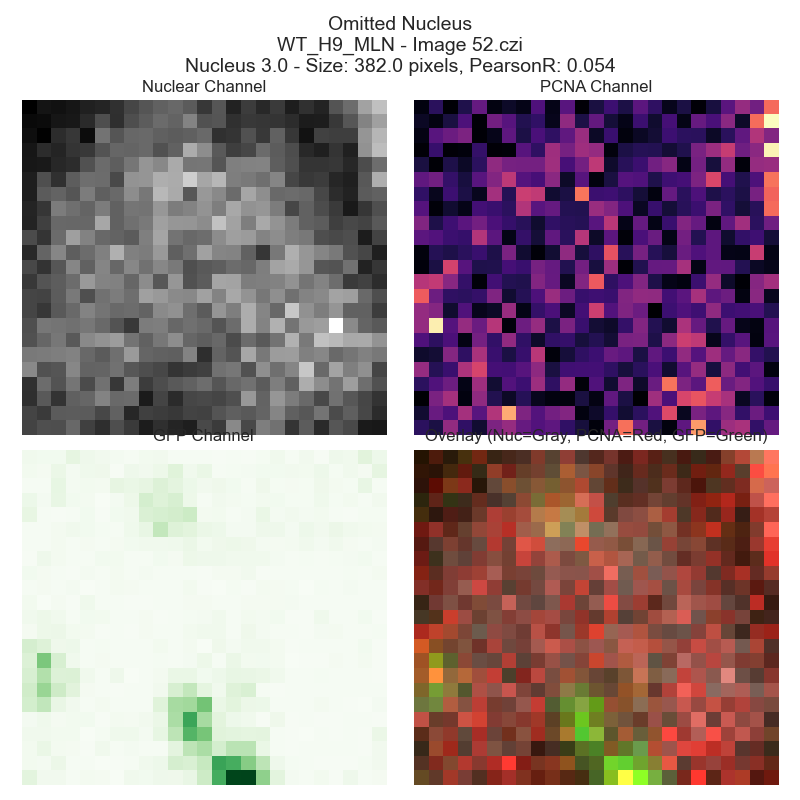 Omitted Nucleus
WT_H9_MLN - Image 52.czi
Nucleus 3.0 - Size: 382.0 pixels, PearsonR: 0.054
Nuclear Channel
PCNA Channel
GFP Channel
Overlay (Nuc=Gray, PCNA=Red, GFP=Green)